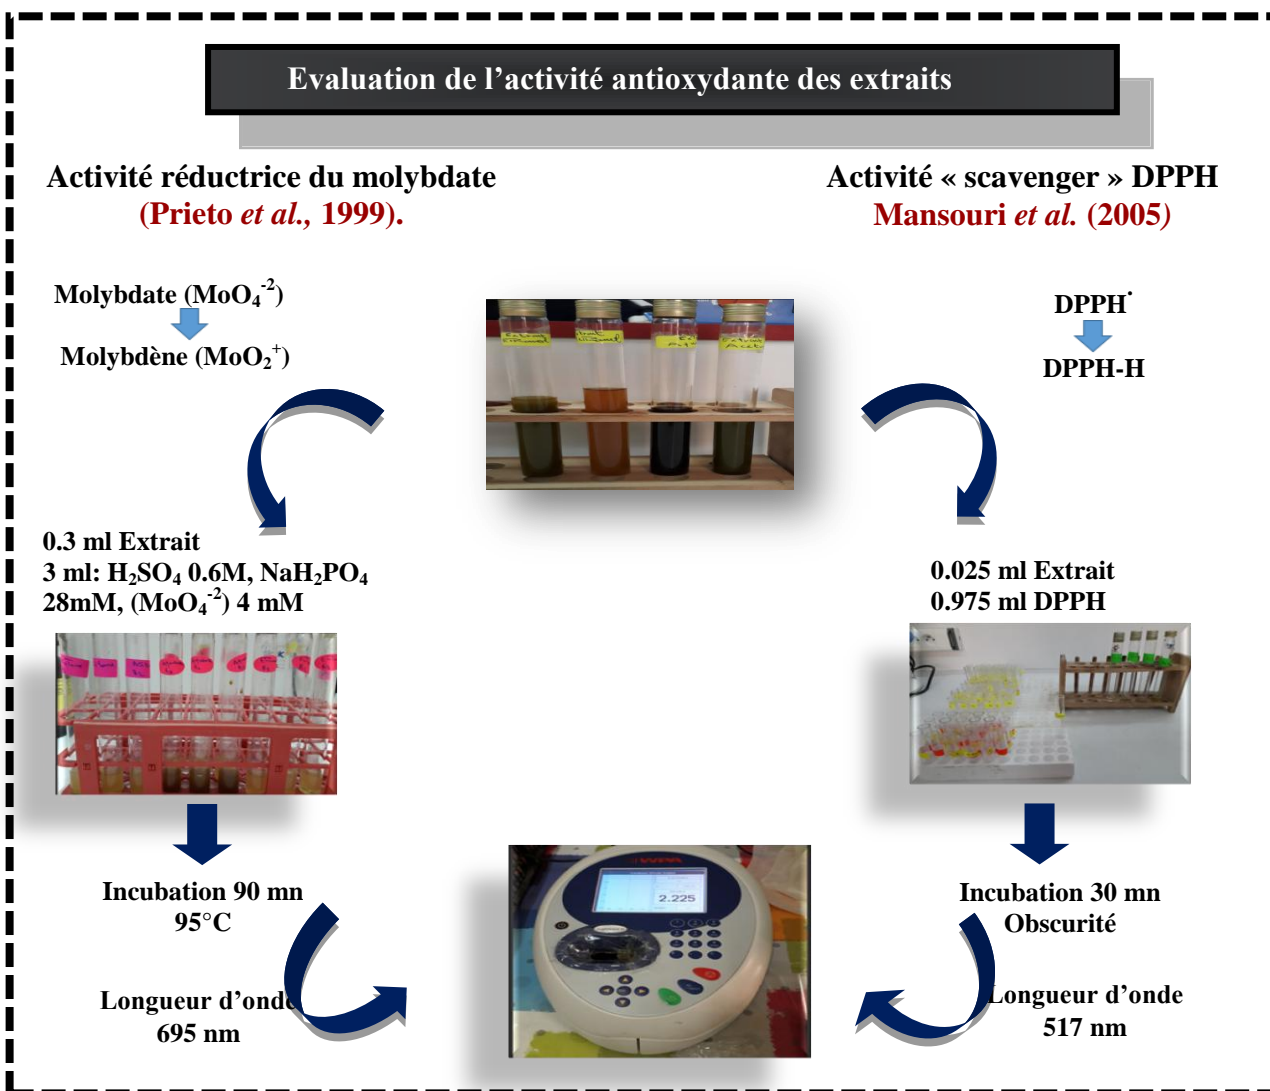 Evaluation de l’activité antioxydante des extraits
Activité réductrice du molybdate
(Prieto et al., 1999).
Activité « scavenger » DPPH
Mansouri et al. (2005)
Molybdate (MoO₄⁻²)
Molybdène (MoO₂⁺)
DPPH˙
DPPH-H
0.3 ml Extrait
3 ml: H₂SO₄ 0.6M, NaH₂PO₄
28mM, (MoO₄⁻²) 4 mM
0.025 ml Extrait
0.975 ml DPPH
Incubation 90 mn
95°C
Incubation 30 mn
Obscurité
WPA
2.225
Longueur d’onde
695 nm
Longueur d’onde
517 nm